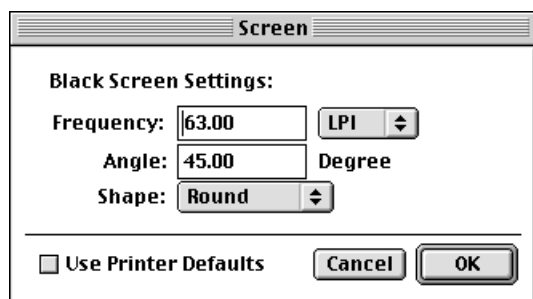 Screen
Black Screen Settings:
Frequency: 63.00 LPI
Angle: 45.00 Degree
Shape: Round
Use Printer Defaults Cancel OK